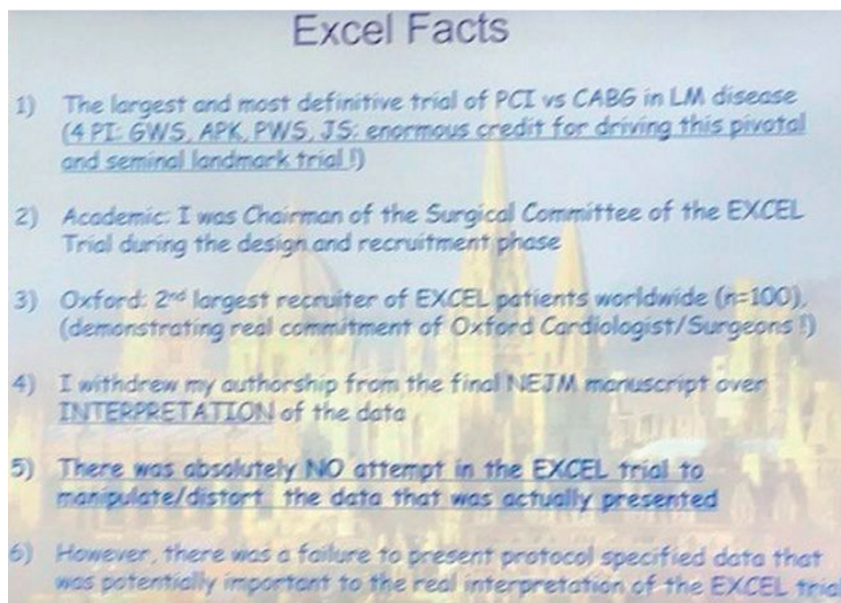 Excel Facts
1) The largest and most definitive trial of PCI vs CABG in LM disease
(4 PI: GWS, APK, PWS, JS: enormous credit for driving this pivotal
and seminal landmark trial !)
2) Academic: I was Chairman of the Surgical Committee of the EXCEL
Trial during the design and recruitment phase
3) Oxford: 2nd largest recruiter of EXCEL patients worldwide (n=100),
(demonstrating real commitment of Oxford Cardiologist/Surgeons !)
4) I withdrew my authorship from the final NEJM manuscript over
INTERPRETATION of the data
5) There was absolutely NO attempt in the EXCEL trial to
manipulate/distort the data that was actually presented
6) However, there was a failure to present protocol specified data that
was potentially important to the real interpretation of the EXCEL trial